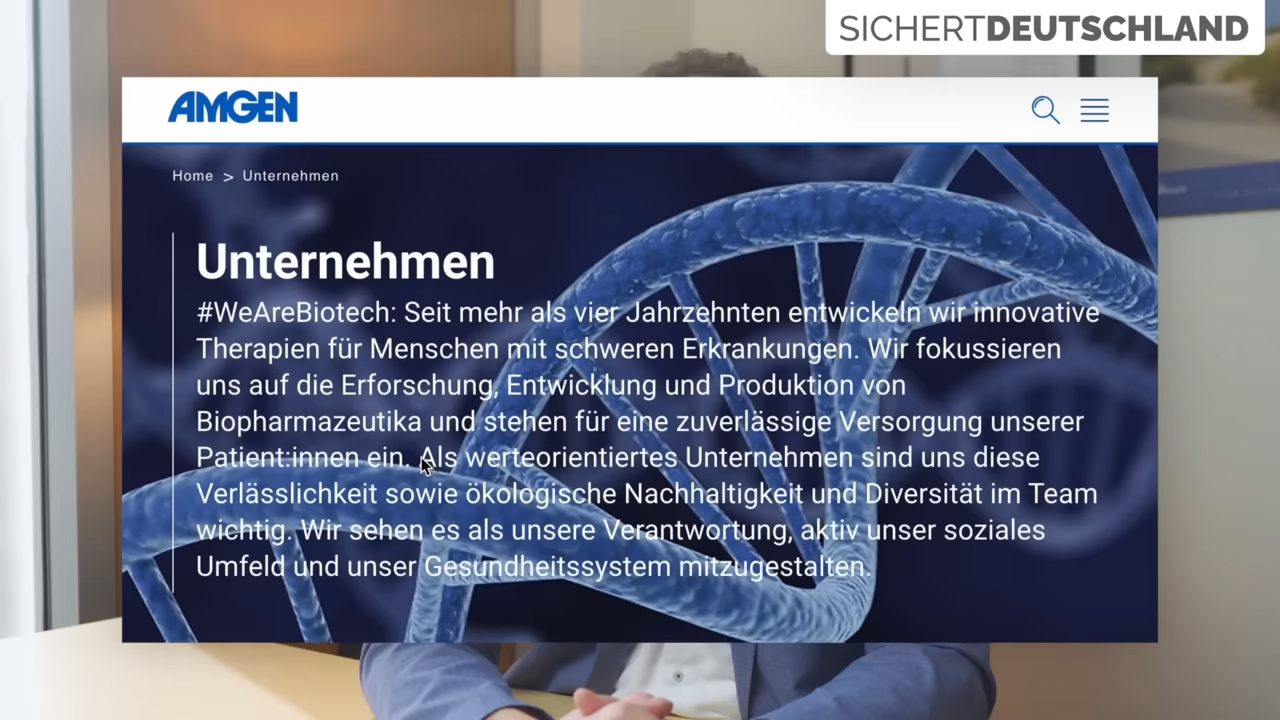 SICHERTDEUTSCHLAND
AMGEN
Home > Unternehmen
Unternehmen
#WeAreBiotech: Seit mehr als vier Jahrzehnten entwickeln wir innovative
Therapien für Menschen mit schweren Erkrankungen. Wir fokussieren
uns auf die Erforschung, Entwicklung und Produktion von
Biopharmazeutika und stehen für eine zuverlässige Versorgung unserer
Patient:innen ein. Als werteorientiertes Unternehmen sind uns diese
Verlässlichkeit sowie ökologische Nachhaltigkeit und Diversität im Team
wichtig. Wir sehen es als unsere Verantwortung, aktiv unser soziales
Umfeld und unser Gesundheitssystem mitzugestalten.